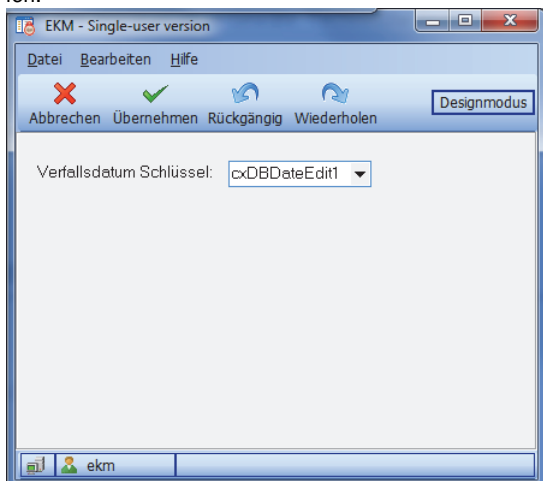 EKM - Single-user version
Datei Bearbeiten Hilfe
Abbrechen Übernehmen Rückgängig Wiederholen Designmodus
Verfallsdatum Schlüssel: cxDBDateEdit1
ekm